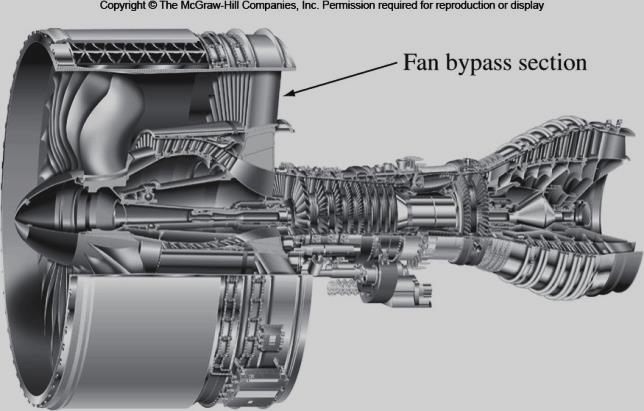 Copyright © The McGraw-Hill Companies, Inc. Permission required for reproduction or display
Fan bypass section